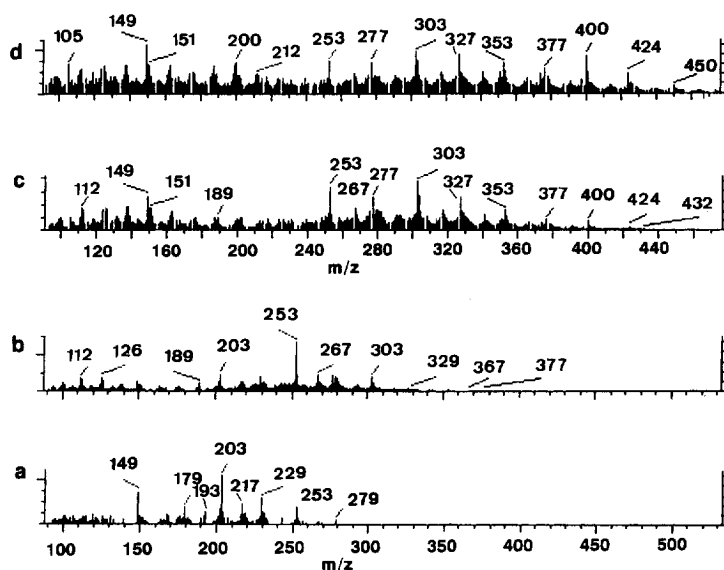 d 105 149 151 200 212 253 277 303 327 353 377 400 424 450
c 112 149 151 189 253 267 277 303 327 353 377 400 424 432
120 160 200 240 280 320 360 400 440
m/z m/z
b 112 126 189 203 253 267 303 329 367 377
a 149 179 193 203 217 229 253 279
100 150 200 250 300 350 400 450 500
m/z m/z